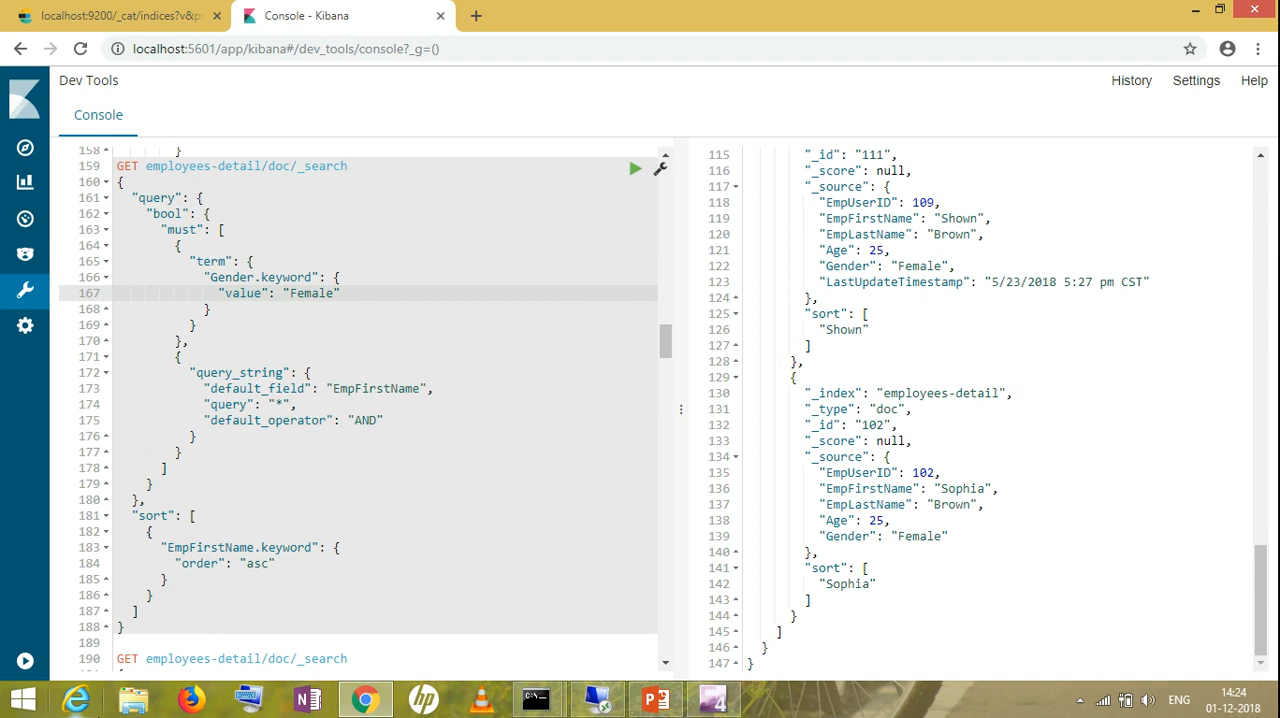 localhost:9200/_cat/indices?v&pr
Console - Kibana
localhost:5601/app/kibana#/dev_tools/console?_g=()
Dev Tools
History
Settings
Help
Console
158 }
159 GET employees-detail/doc/_search
160 {
161 "query": {
162 "bool": {
163 "must": [
164 {
165 "term": {
166 "Gender.keyword": {
167 "value": "Female"
168 }
169 }
170 },
171 {
172 "query_string": {
173 "default_field": "EmpFirstName",
174 "query": "*",
175 "default_operator": "AND"
176 }
177 }
178 ]
179 }
180 },
181 "sort": [
182 {
183 "EmpFirstName.keyword": {
184 "order": "asc"
185 }
186 }
187 ]
188 }
189
190 GET employees-detail/doc/_search
115 "_id": "111",
116 "_score": null,
117 "_source": {
118 "EmpUserID": 109,
119 "EmpFirstName": "Shown",
120 "EmpLastName": "Brown",
121 "Age": 25,
122 "Gender": "Female",
123 "LastUpdateTimestamp": "5/23/2018 5:27 pm CST"
124 },
125 "sort": [
126 "Shown"
127 ]
128 },
129 {
130 "_index": "employees-detail",
131 "_type": "doc",
132 "_id": "102",
133 "_score": null,
134 "_source": {
135 "EmpUserID": 102,
136 "EmpFirstName": "Sophia",
137 "EmpLastName": "Brown",
138 "Age": 25,
139 "Gender": "Female"
140 },
141 "sort": [
142 "Sophia"
143 ]
144 }
145 ]
146 }
147 }
ENG
14:24
01-12-2018